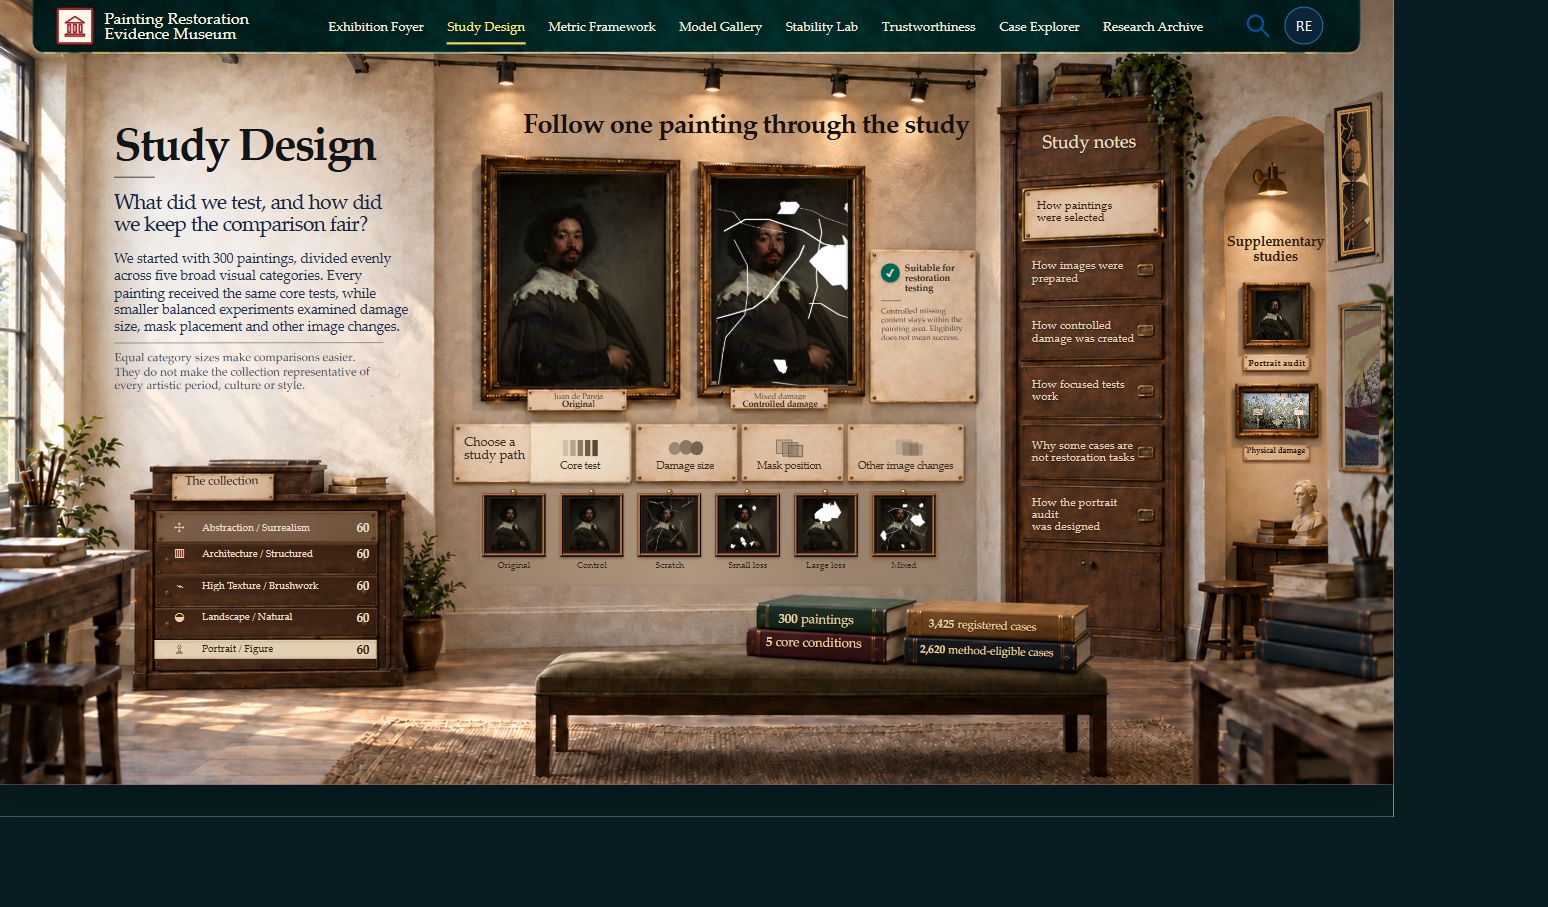 Painting Restoration
Evidence Museum
Exhibition Foyer
Study Design
Metric Framework
Model Gallery
Stability Lab
Trustworthiness
Case Explorer
Research Archive
RE
Study Design
What did we test, and how did
we keep the comparison fair?
We started with 300 paintings, divided evenly
across five broad visual categories. Every
painting received the same core tests, while
smaller balanced experiments examined damage
size, mask placement and other image changes.
Equal category sizes make comparisons easier.
They do not make the collection representative of
every artistic period, culture or style.
The collection
Abstraction / Surrealism 60
Architecture / Structured 60
High Texture / Brushwork 60
Landscape / Natural 60
Portrait / Figure 60
Follow one painting through the study
Juan de Pareja
Original
Mixed damage
Controlled damage
Suitable for
restoration
testing
Controlled missing
content stays within the
painting area. Eligibility
does not mean success.
Choose a
study path
Core test
Damage size
Mask position
Other image changes
Original
Control
Scratch
Small loss
Large loss
Mixed
300 paintings
5 core conditions
3,425 registered cases
2,620 method-eligible cases
Study notes
How paintings
were selected
How images were
prepared
How controlled
damage was created
How focused tests
work
Why some cases are
not restoration tasks
How the portrait
audit
was designed
Supplementary
studies
Portrait audit
Physical damage